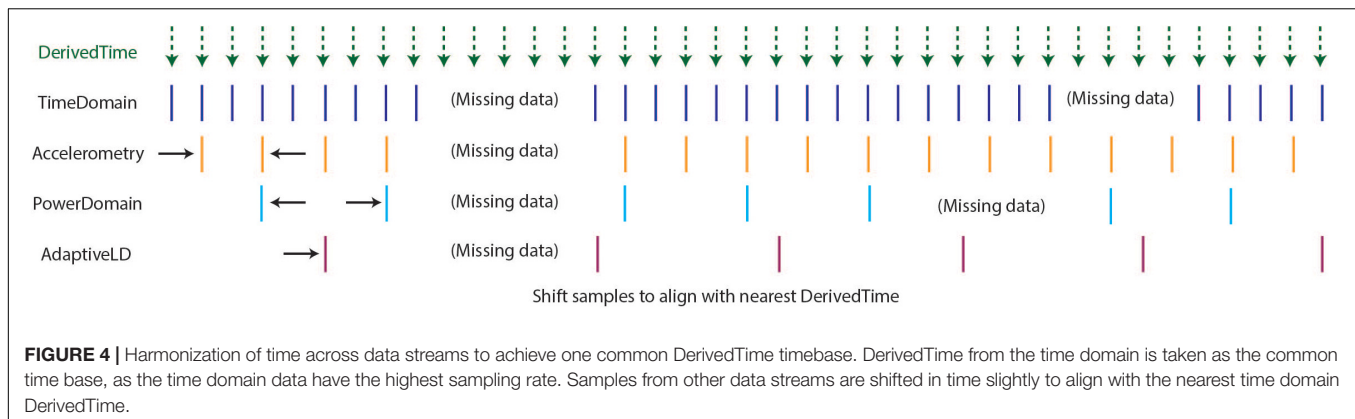 DerivedTime
TimeDomain (Missing data) (Missing data)
Accelerometry (Missing data)
PowerDomain (Missing data) (Missing data)
AdaptiveLD (Missing data)
Shift samples to align with nearest DerivedTime
FIGURE 4 | Harmonization of time across data streams to achieve one common DerivedTime timebase. DerivedTime from the time domain is taken as the common
time base, as the time domain data have the highest sampling rate. Samples from other data streams are shifted in time slightly to align with the nearest time domain
DerivedTime.